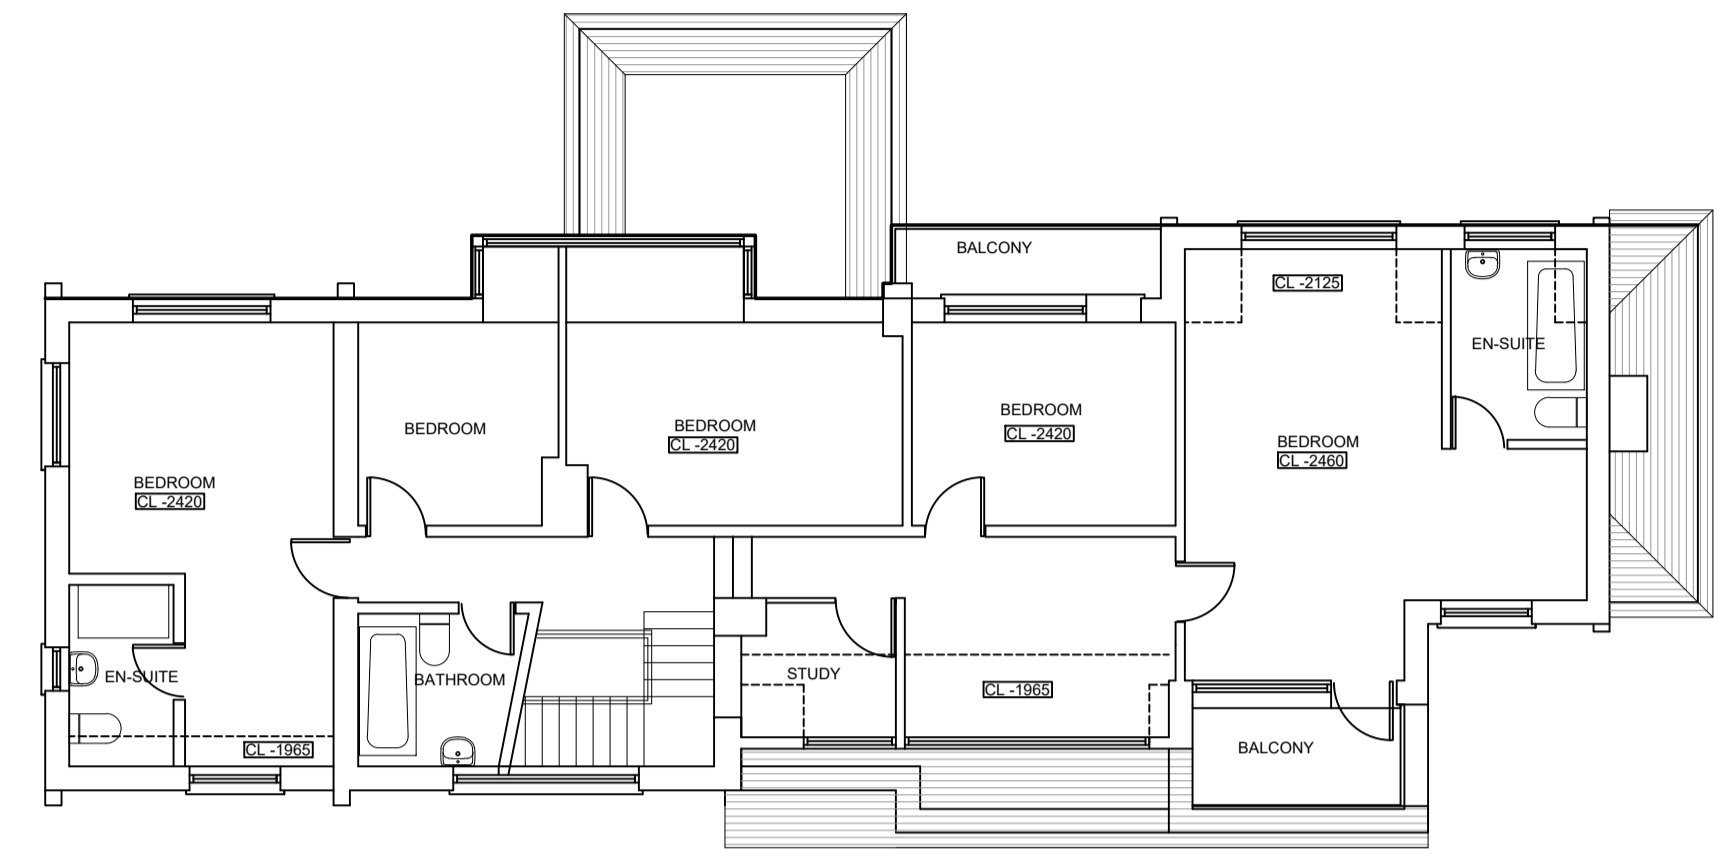 BALCONY
CL -2125
EN-SUITE
BEDROOM
CL -2420
BEDROOM
CL -2420
BEDROOM
BEDROOM
CL -2460
BEDROOM
CL -2420
EN-SUITE
BATHROOM
STUDY
CL -1965
CL -1965
BALCONY